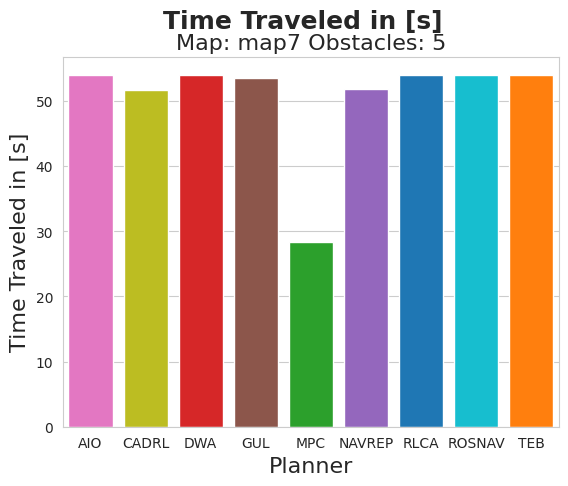 Time Traveled in [s]
Map: map7 Obstacles: 5
Time Traveled in [s]
50
40
30
20
10
0
AIO CADRL DWA GUL MPC NAVREP RLCA ROSNAV TEB
Planner